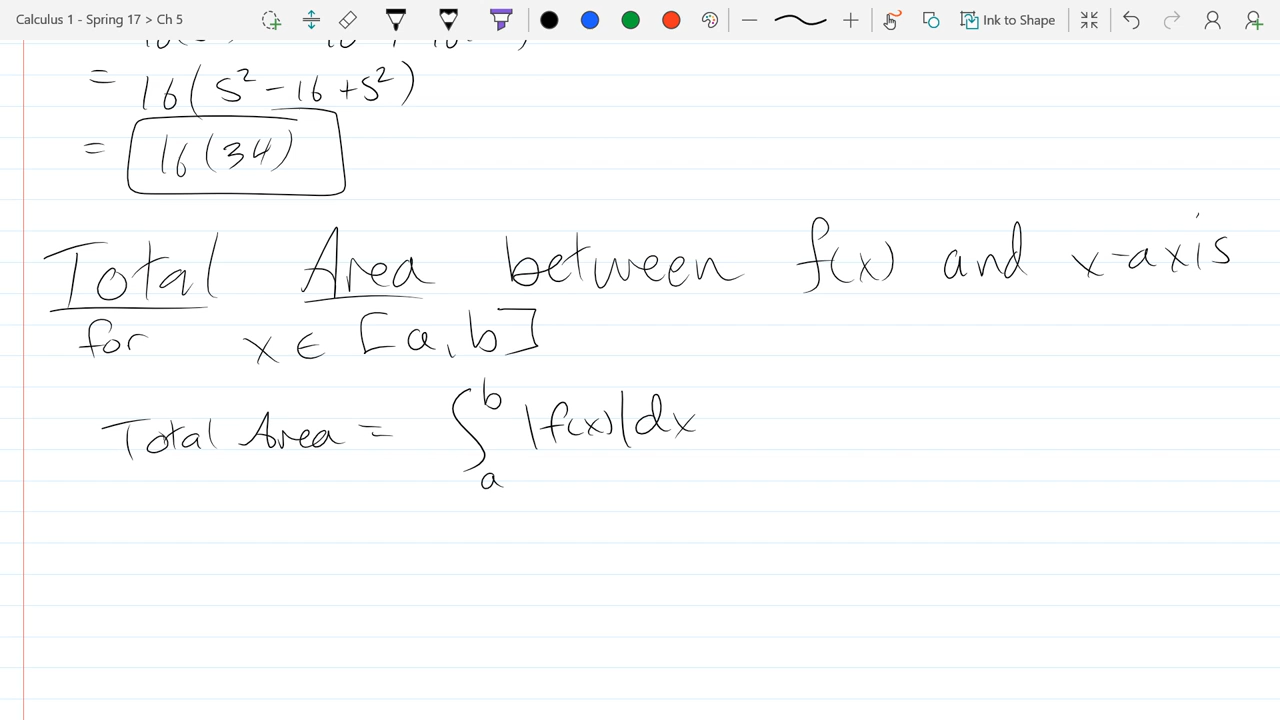 Calculus 1 - Spring 17 > Ch 5
Ink to Shape
= 16(5² - 16 + 5²)
= 16(34)
Total Area between f(x) and x-axis
for x ∈ [a, b]
Total Area = ∫ₐᵇ |f(x)| dx